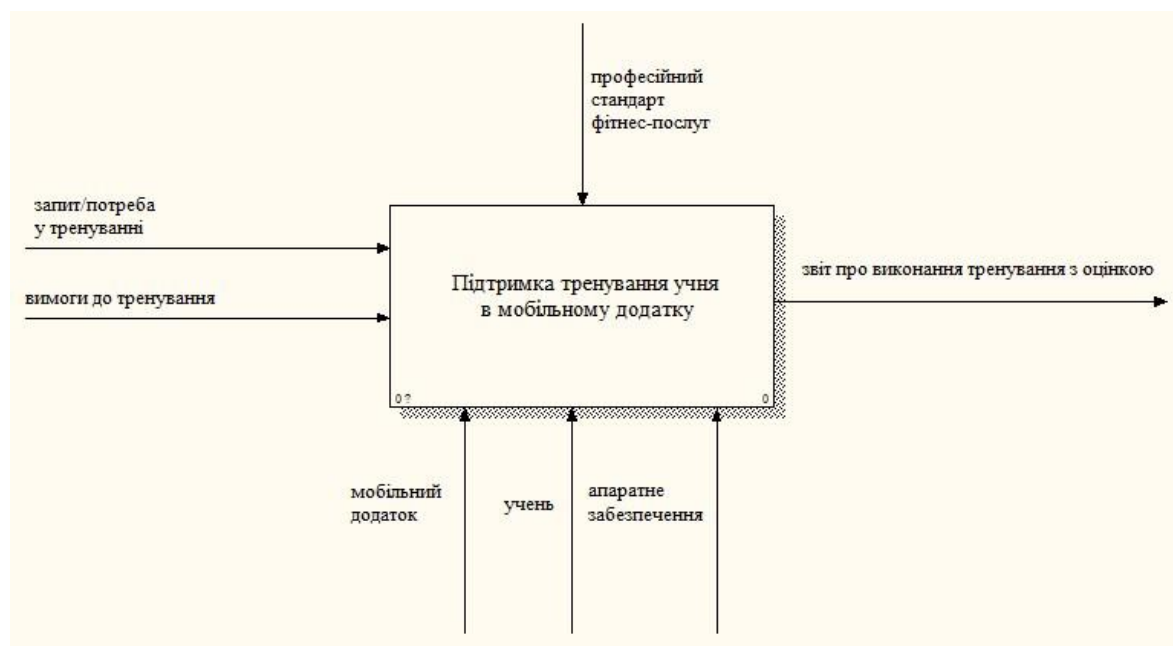 професійний
стандарт
фітнес-послуг
запит/потреба
у тренуванні
вимоги до тренування
Підтримка тренування учня
в мобільному додатку
звіт про виконання тренування з оцінкою
0 ?
0
мобільний
додаток
учень
апаратне
забезпечення